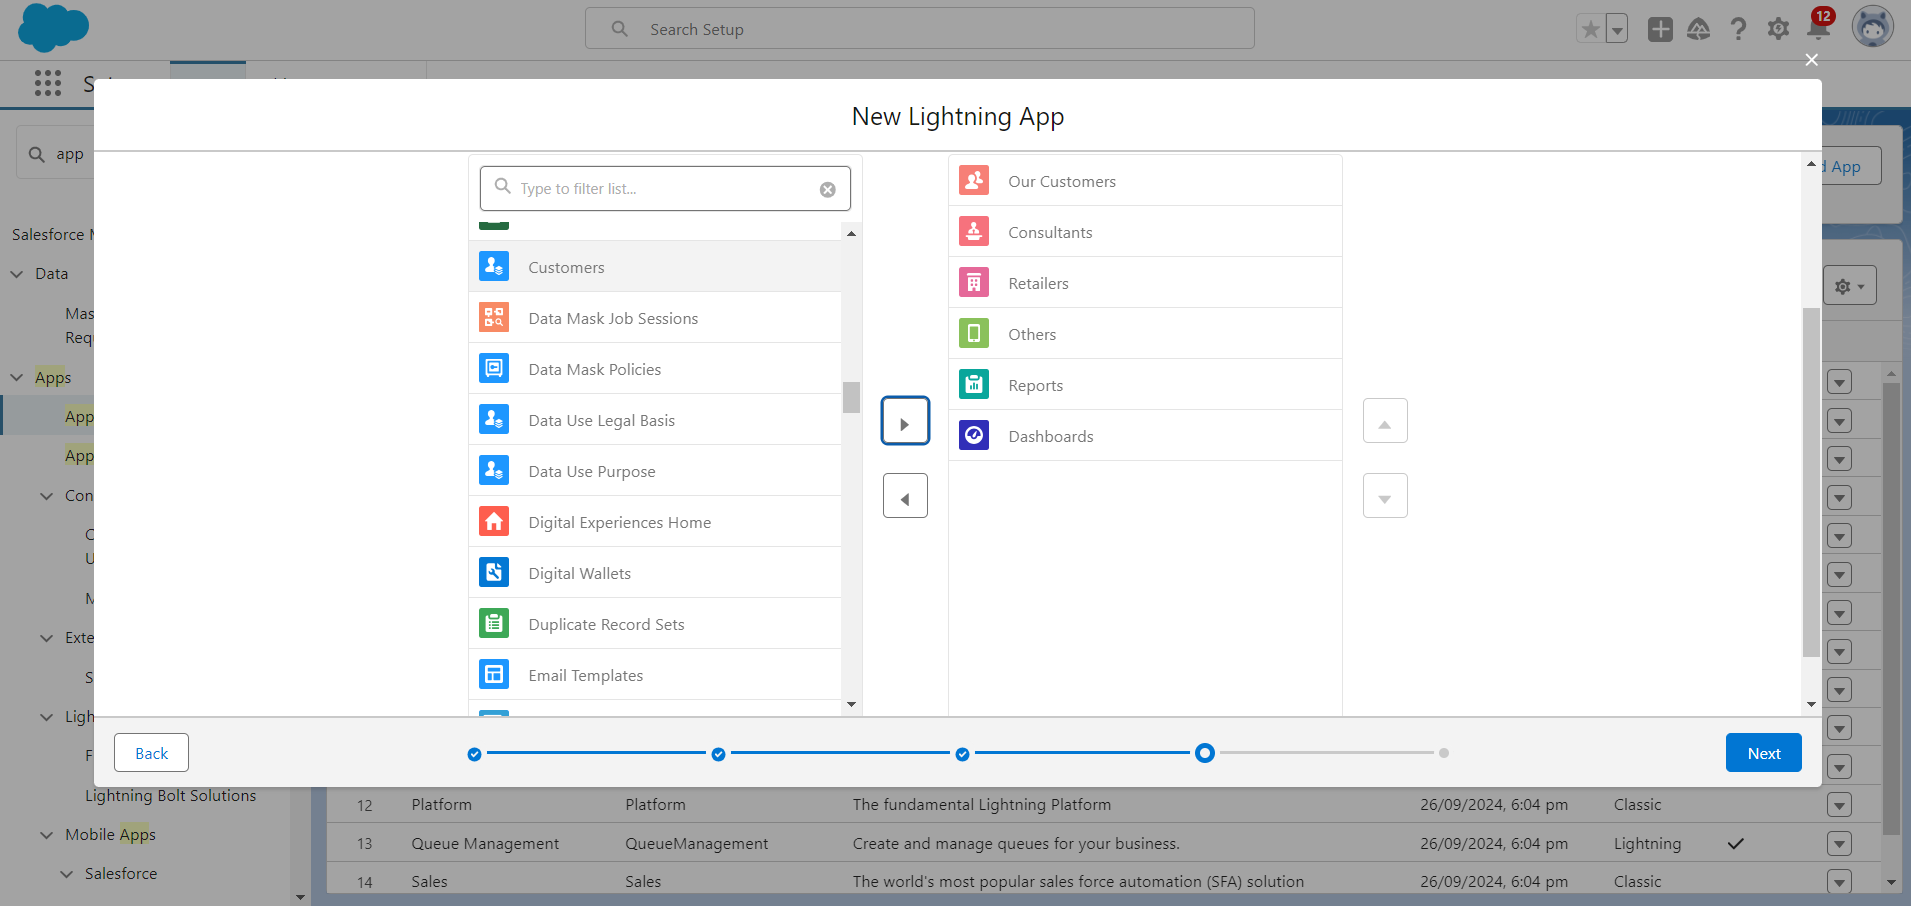 Search Setup
12
S
New Lightning App
app
d App
Type to filter list...
Customers
Data Mask Job Sessions
Data Mask Policies
Data Use Legal Basis
Data Use Purpose
Digital Experiences Home
Digital Wallets
Duplicate Record Sets
Email Templates
Our Customers
Consultants
Retailers
Others
Reports
Dashboards
Salesforce M
Data
Mas
Req
Apps
App
App
Con
C
U
M
Exte
S
Ligh
F
Lightning Bolt Solutions
Mobile Apps
Salesforce
Back
Next
12 Platform Platform The fundamental Lightning Platform 26/09/2024, 6:04 pm Classic
13 Queue Management QueueManagement Create and manage queues for your business. 26/09/2024, 6:04 pm Lightning
14 Sales Sales The world's most popular sales force automation (SFA) solution 26/09/2024, 6:04 pm Classic